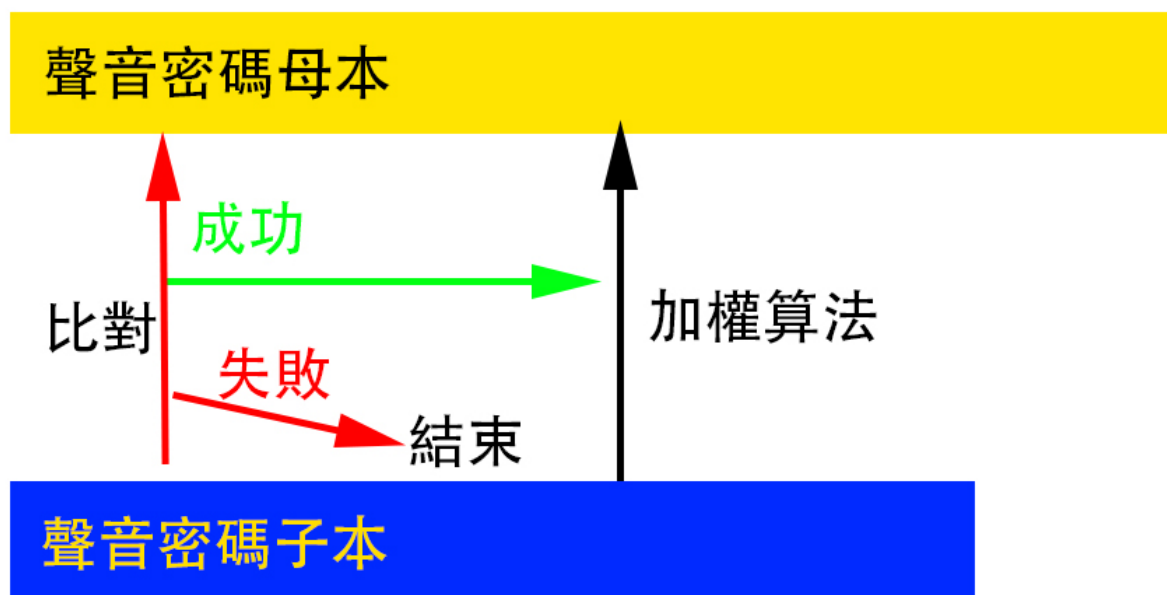 聲音密碼母本
成功
比對
加權算法
失敗
結束
聲音密碼子本